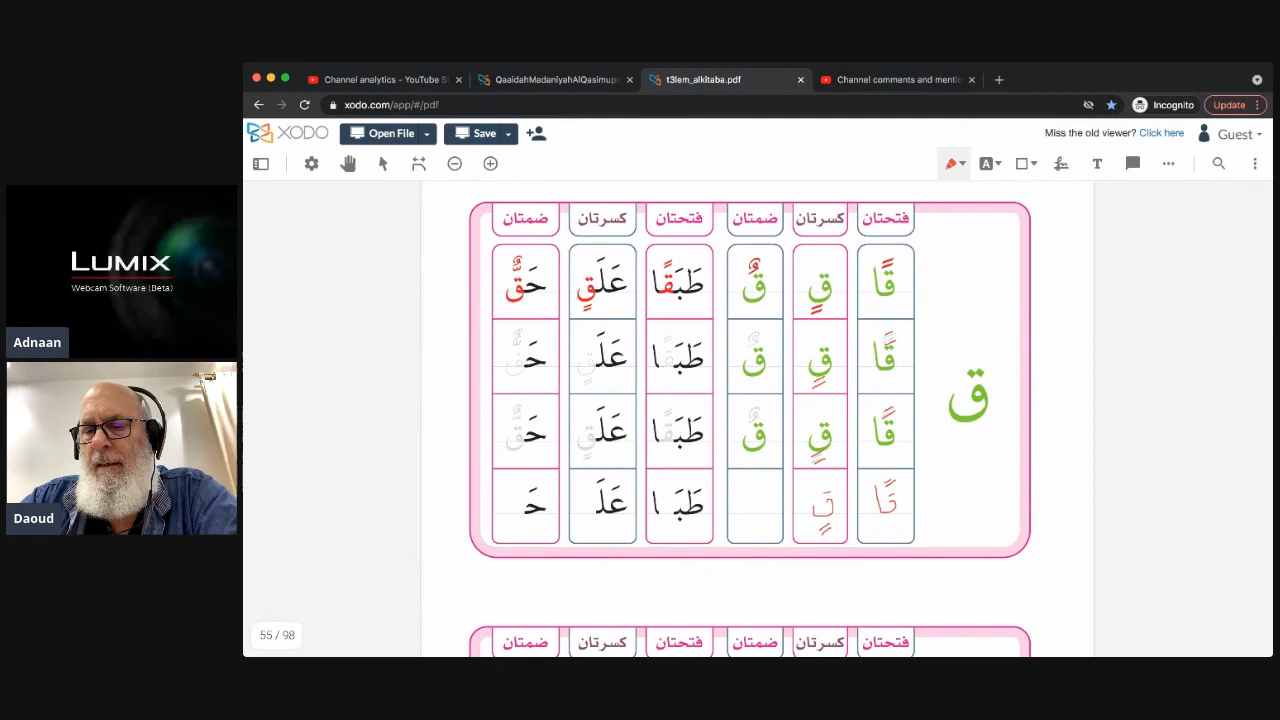 Channel analytics - YouTube S
QaaidahMadaniyahAlQasimupd
t3lem_alkitaba.pdf
Channel comments and mentio
xodo.com/app/#/pdf
Incognito
Update
XODO
Open File
Save
Miss the old viewer? Click here
Guest
فتحتان كسرتان ضمتان فتحتان كسرتان ضمتان
قًا قٍ قٌ طَبَقًا عَلَقٍ حَقٌّ
قًا قٍ قٌ طَبَقًا عَلَقٍ حَقٌّ
ق
قًا قٍ قٌ طَبَقًا عَلَقٍ حَقٌّ
قًا قٍ طَبَ ا عَلَ حَ
55 / 98
فتحتان كسرتان ضمتان فتحتان كسرتان ضمتان
LUMIX
Webcam Software (Beta)
Adnaan
Daoud